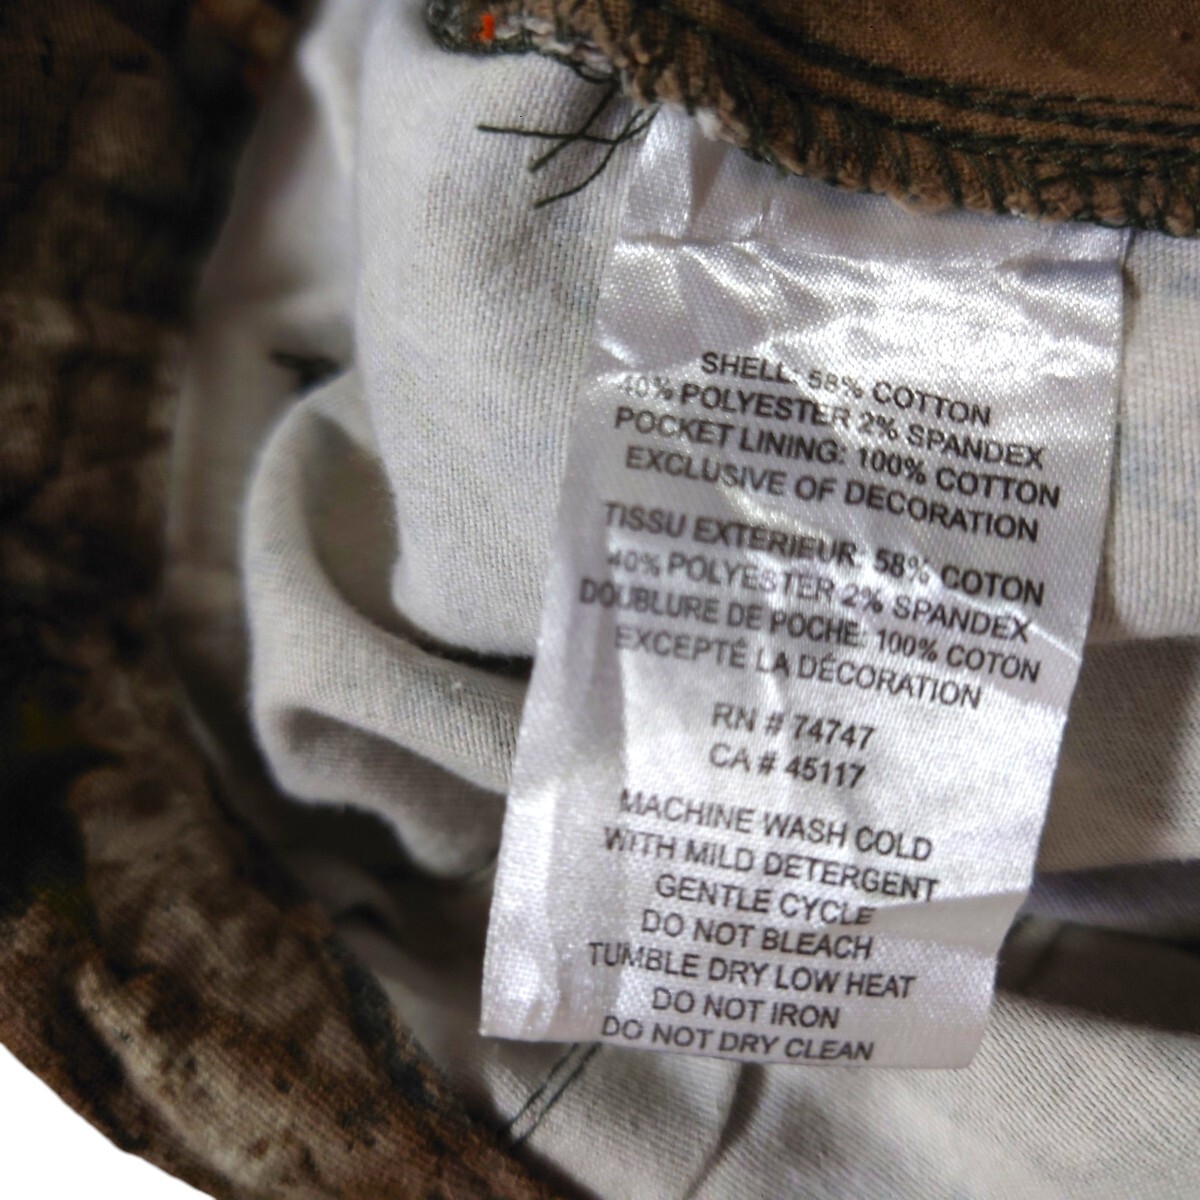 SHELL: 58% COTTON
40% POLYESTER 2% SPANDEX
POCKET LINING: 100% COTTON
EXCLUSIVE OF DECORATION
TISSU EXTERIEUR: 58% COTON
40% POLYESTER 2% SPANDEX
DOUBLURE DE POCHE: 100% COTON
EXCEPTÉ LA DÉCORATION
RN # 74747
CA # 45117
MACHINE WASH COLD
WITH MILD DETERGENT
GENTLE CYCLE
DO NOT BLEACH
TUMBLE DRY LOW HEAT
DO NOT IRON
DO NOT DRY CLEAN